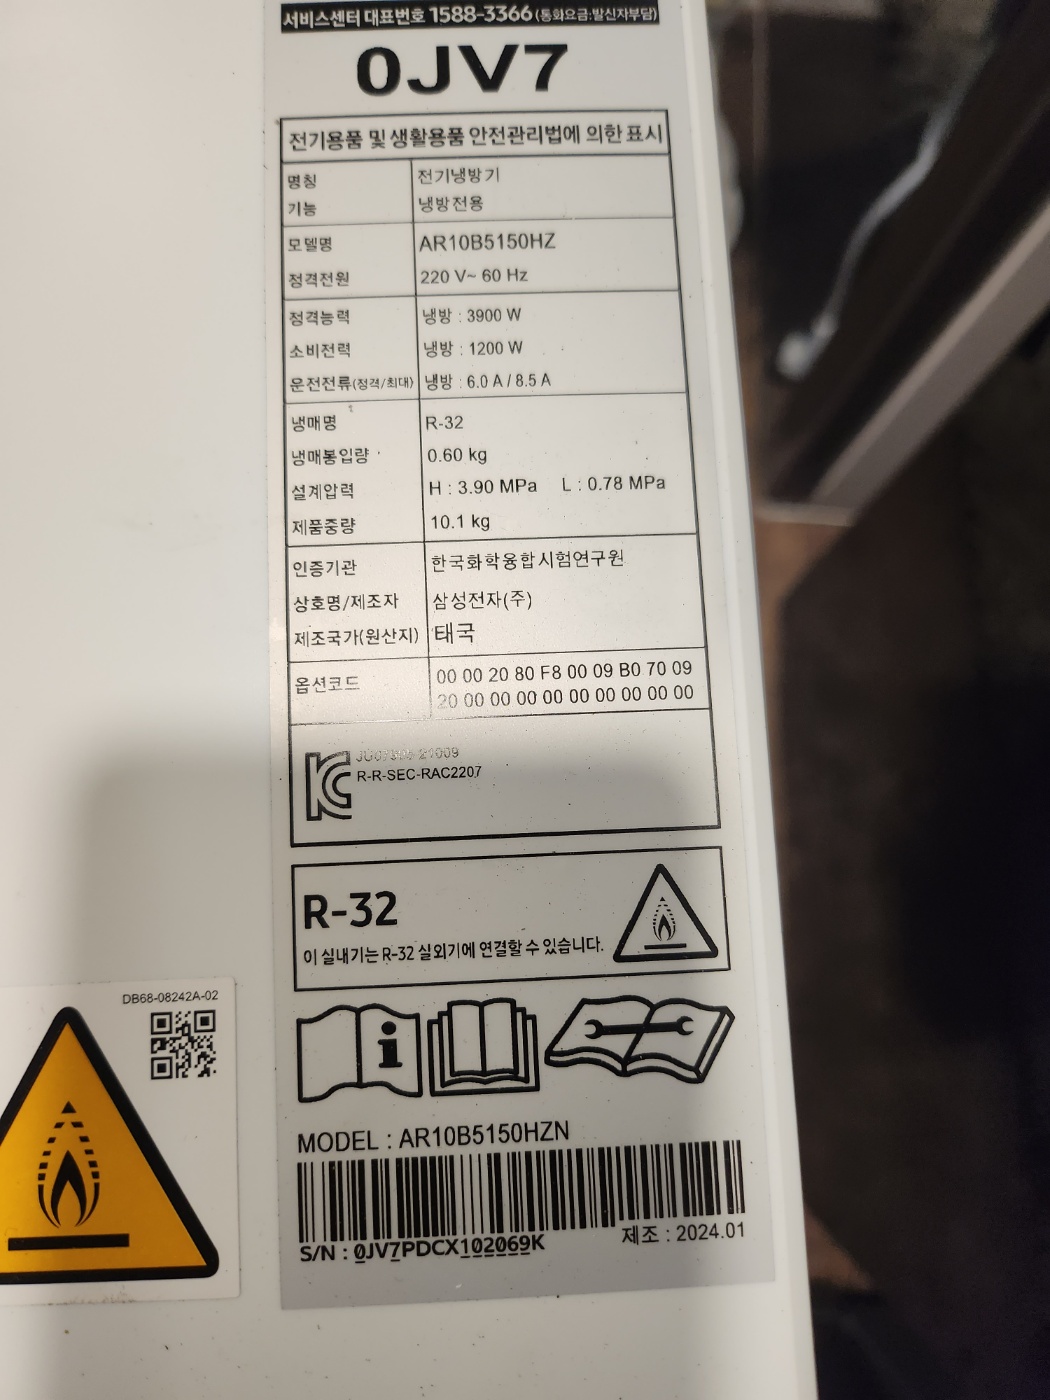 서비스센터 대표번호 1588-3366 (통화요금:발신자부담)
0JV7
전기용품 및 생활용품 안전관리법에 의한 표시
명칭 전기냉방기
기능 냉방전용
모델명 AR10B5150HZ
정격전원 220 V~ 60 Hz
정격능력 냉방 : 3900 W
소비전력 냉방 : 1200 W
운전전류(정격/최대) 냉방 : 6.0 A / 8.5 A
냉매명 R-32
냉매봉입량 0.60 kg
설계압력 H : 3.90 MPa L : 0.78 MPa
제품중량 10.1 kg
인증기관 한국화학융합시험연구원
상호명/제조자 삼성전자(주)
제조국가(원산지) 태국
옵션코드 00 00 20 80 F8 00 09 B0 70 09
20 00 00 00 00 00 00 00 00 00
R-R-SEC-RAC2207
R-32
이 실내기는 R-32 실외기에 연결할 수 있습니다.
DB68-08242A-02
MODEL : AR10B5150HZN
S/N : 0JV7PDCX102069K
제조 : 2024.01